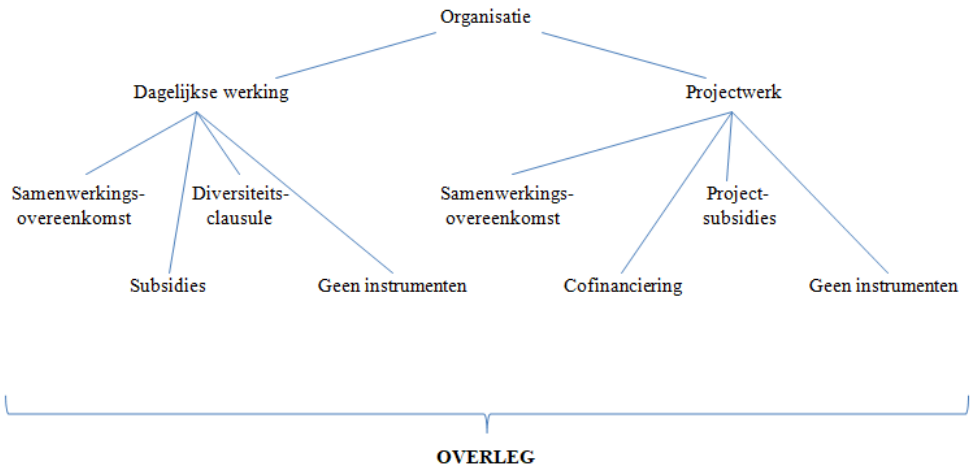 Organisatie
Dagelijkse werking
Projectwerk
Samenwerkings-
overeenkomst
Diversiteits-
clausule
Samenwerkings-
overeenkomst
Project-
subsidies
Subsidies
Geen instrumenten
Cofinanciering
Geen instrumenten
OVERLEG